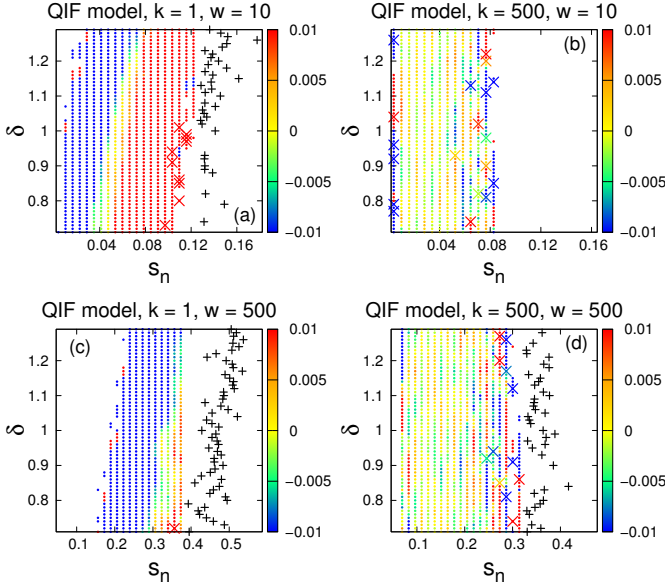 QIF model, k = 1, w = 10
QIF model, k = 500, w = 10
1.2
1.1
1
0.9
0.8
δ
(a)
0.04 0.08 0.12 0.16
s_n
0.01
0.005
0
−0.005
−0.01
1.2
1.1
1
0.9
0.8
δ
(b)
0.04 0.08 0.12 0.16
s_n
0.01
0.005
0
−0.005
−0.01
QIF model, k = 1, w = 500
QIF model, k = 500, w = 500
1.2
1.1
1
0.9
0.8
δ
(c)
0.1 0.2 0.3 0.4 0.5
s_n
0.01
0.005
0
−0.005
−0.01
1.2
1.1
1
0.9
0.8
δ
(d)
0.1 0.2 0.3 0.4
s_n
0.01
0.005
0
−0.005
−0.01